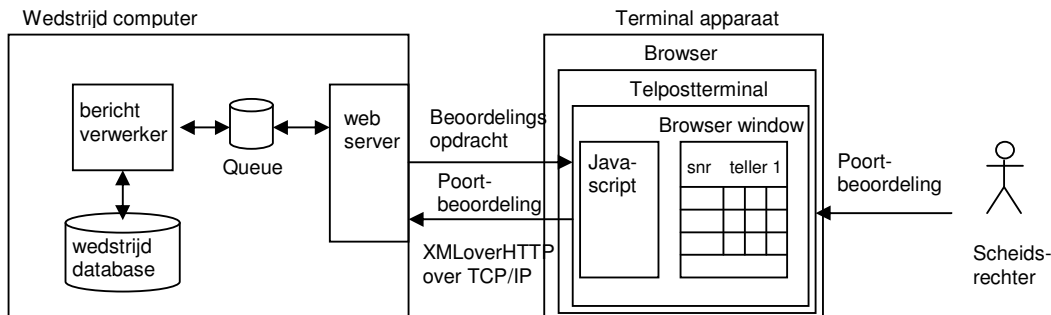 Wedstrijd computer
bericht
verwerker
Queue
wedstrijd
database
web
server
Beoordelings
opdracht
Poort-
beoordeling
XMLoverHTTP
over TCP/IP
Terminal apparaat
Browser
Telpostterminal
Browser window
Java-
script
snr teller 1
Poort-
beoordeling
Scheids-
rechter